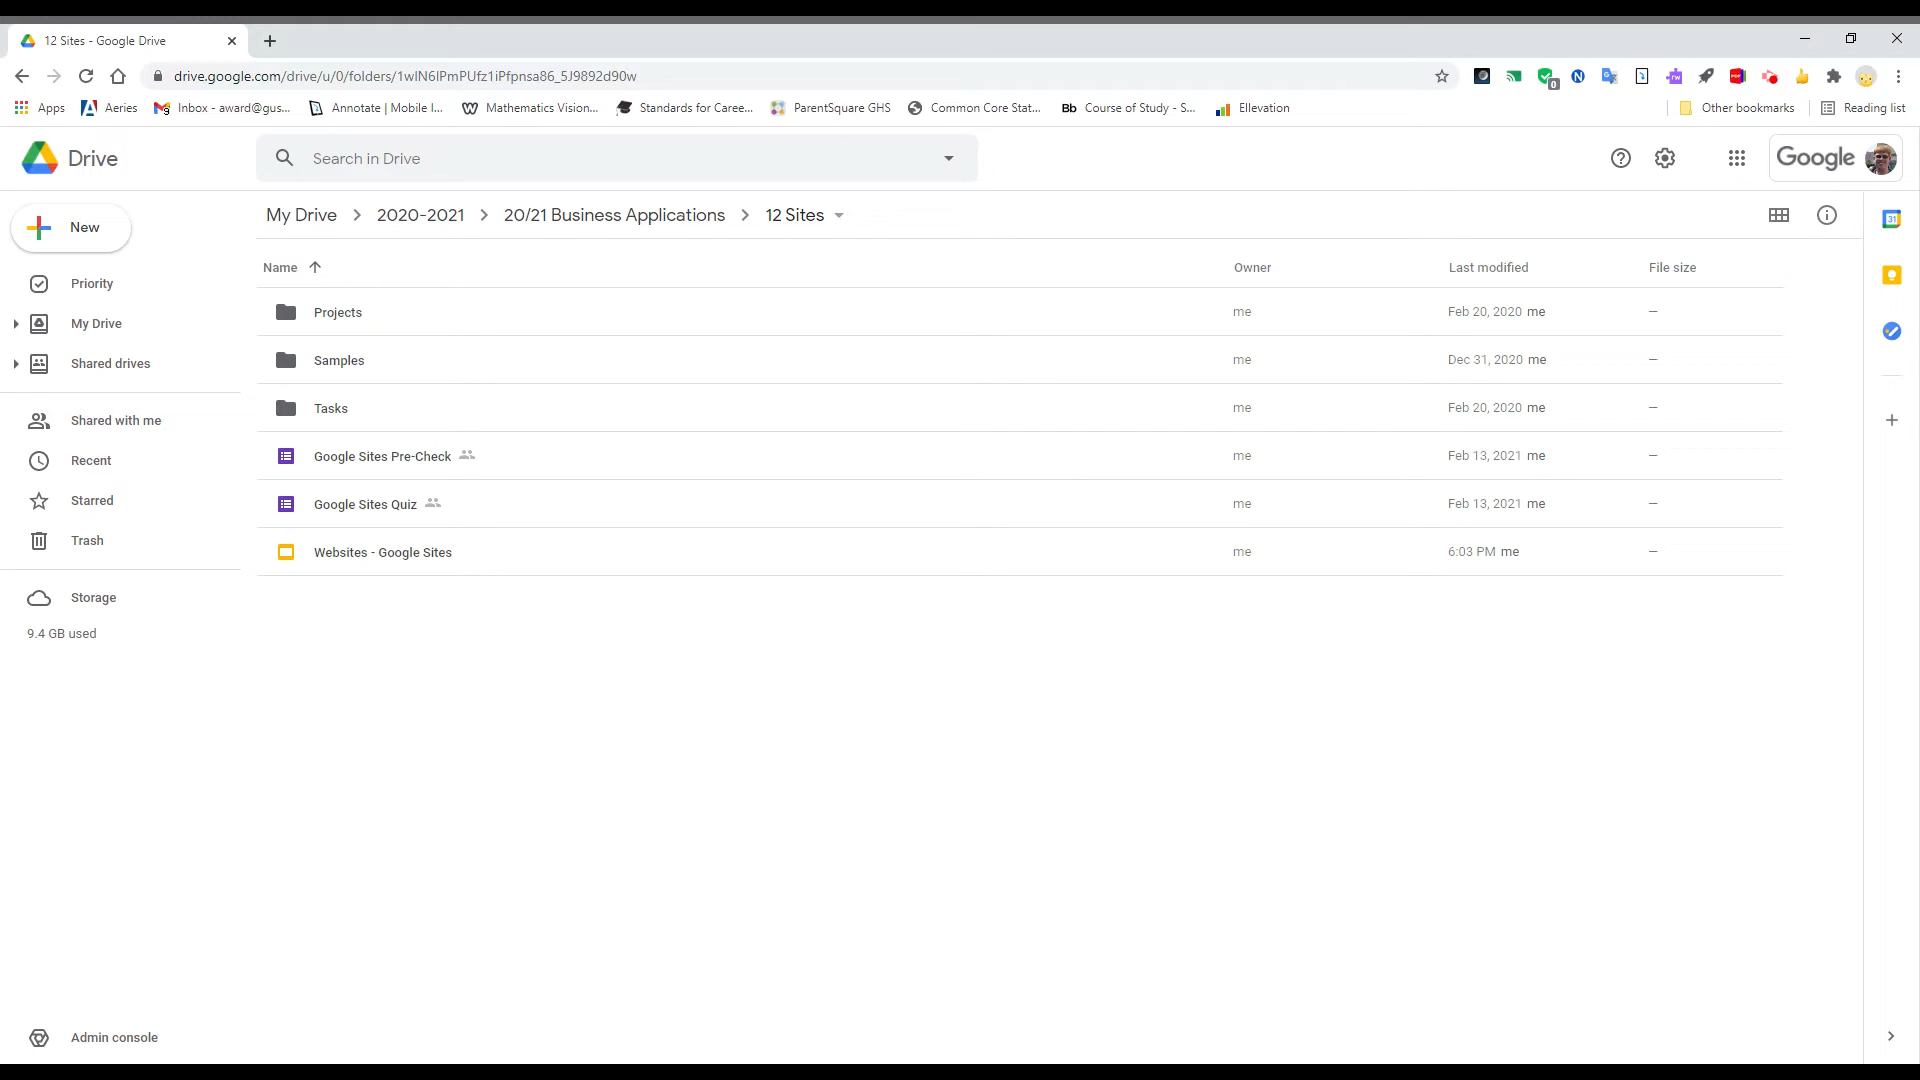 12 Sites - Google Drive
drive.google.com/drive/u/0/folders/1wIN6IPmPUfz1iPfpnsa86_5J9892d90w
Apps Aeries Inbox - award@gus... Annotate | Mobile I... Mathematics Vision... Standards for Caree... ParentSquare GHS Common Core Stat... Bb Course of Study - S... Ellevation Other bookmarks Reading list
Drive Search in Drive Google
New My Drive 2020-2021 20/21 Business Applications 12 Sites
Name Owner Last modified File size
Priority
Projects me Feb 20, 2020 me —
My Drive
Samples me Dec 31, 2020 me —
Shared drives
Tasks me Feb 20, 2020 me —
Shared with me
Google Sites Pre-Check me Feb 13, 2021 me —
Recent
Google Sites Quiz me Feb 13, 2021 me —
Starred
Websites - Google Sites me 6:03 PM me —
Trash
Storage
9.4 GB used
Admin console